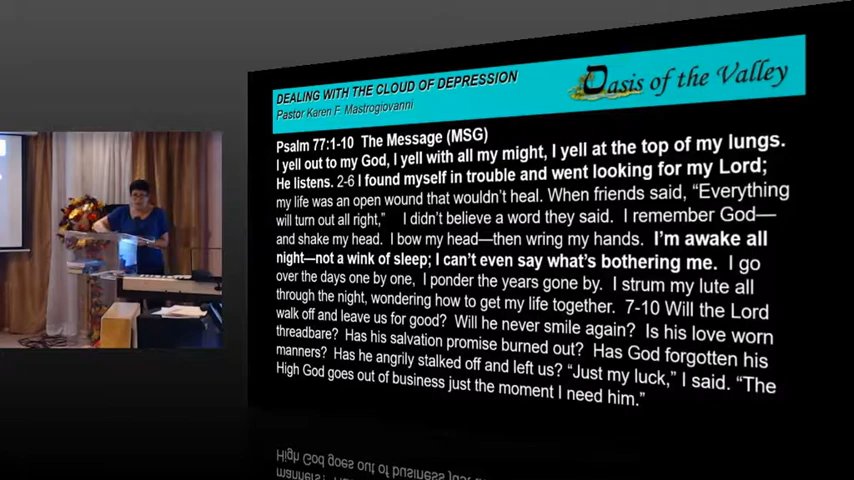 DEALING WITH THE CLOUD OF DEPRESSION
Pastor Karen F. Mastrogiovanni
Oasis of the Valley
Psalm 77:1-10 The Message (MSG)
I yell out to my God, I yell with all my might, I yell at the top of my lungs.
He listens. 2-6 I found myself in trouble and went looking for my Lord;
my life was an open wound that wouldn't heal. When friends said, “Everything
will turn out all right,” I didn't believe a word they said. I remember God—
and shake my head. I bow my head—then wring my hands. I'm awake all
night—not a wink of sleep; I can't even say what's bothering me. I go
over the days one by one, I ponder the years gone by. I strum my lute all
through the night, wondering how to get my life together. 7-10 Will the Lord
walk off and leave us for good? Will he never smile again? Is his love worn
threadbare? Has his salvation promise burned out? Has God forgotten his
manners? Has he angrily stalked off and left us? “Just my luck,” I said. “The
High God goes out of business just the moment I need him.”